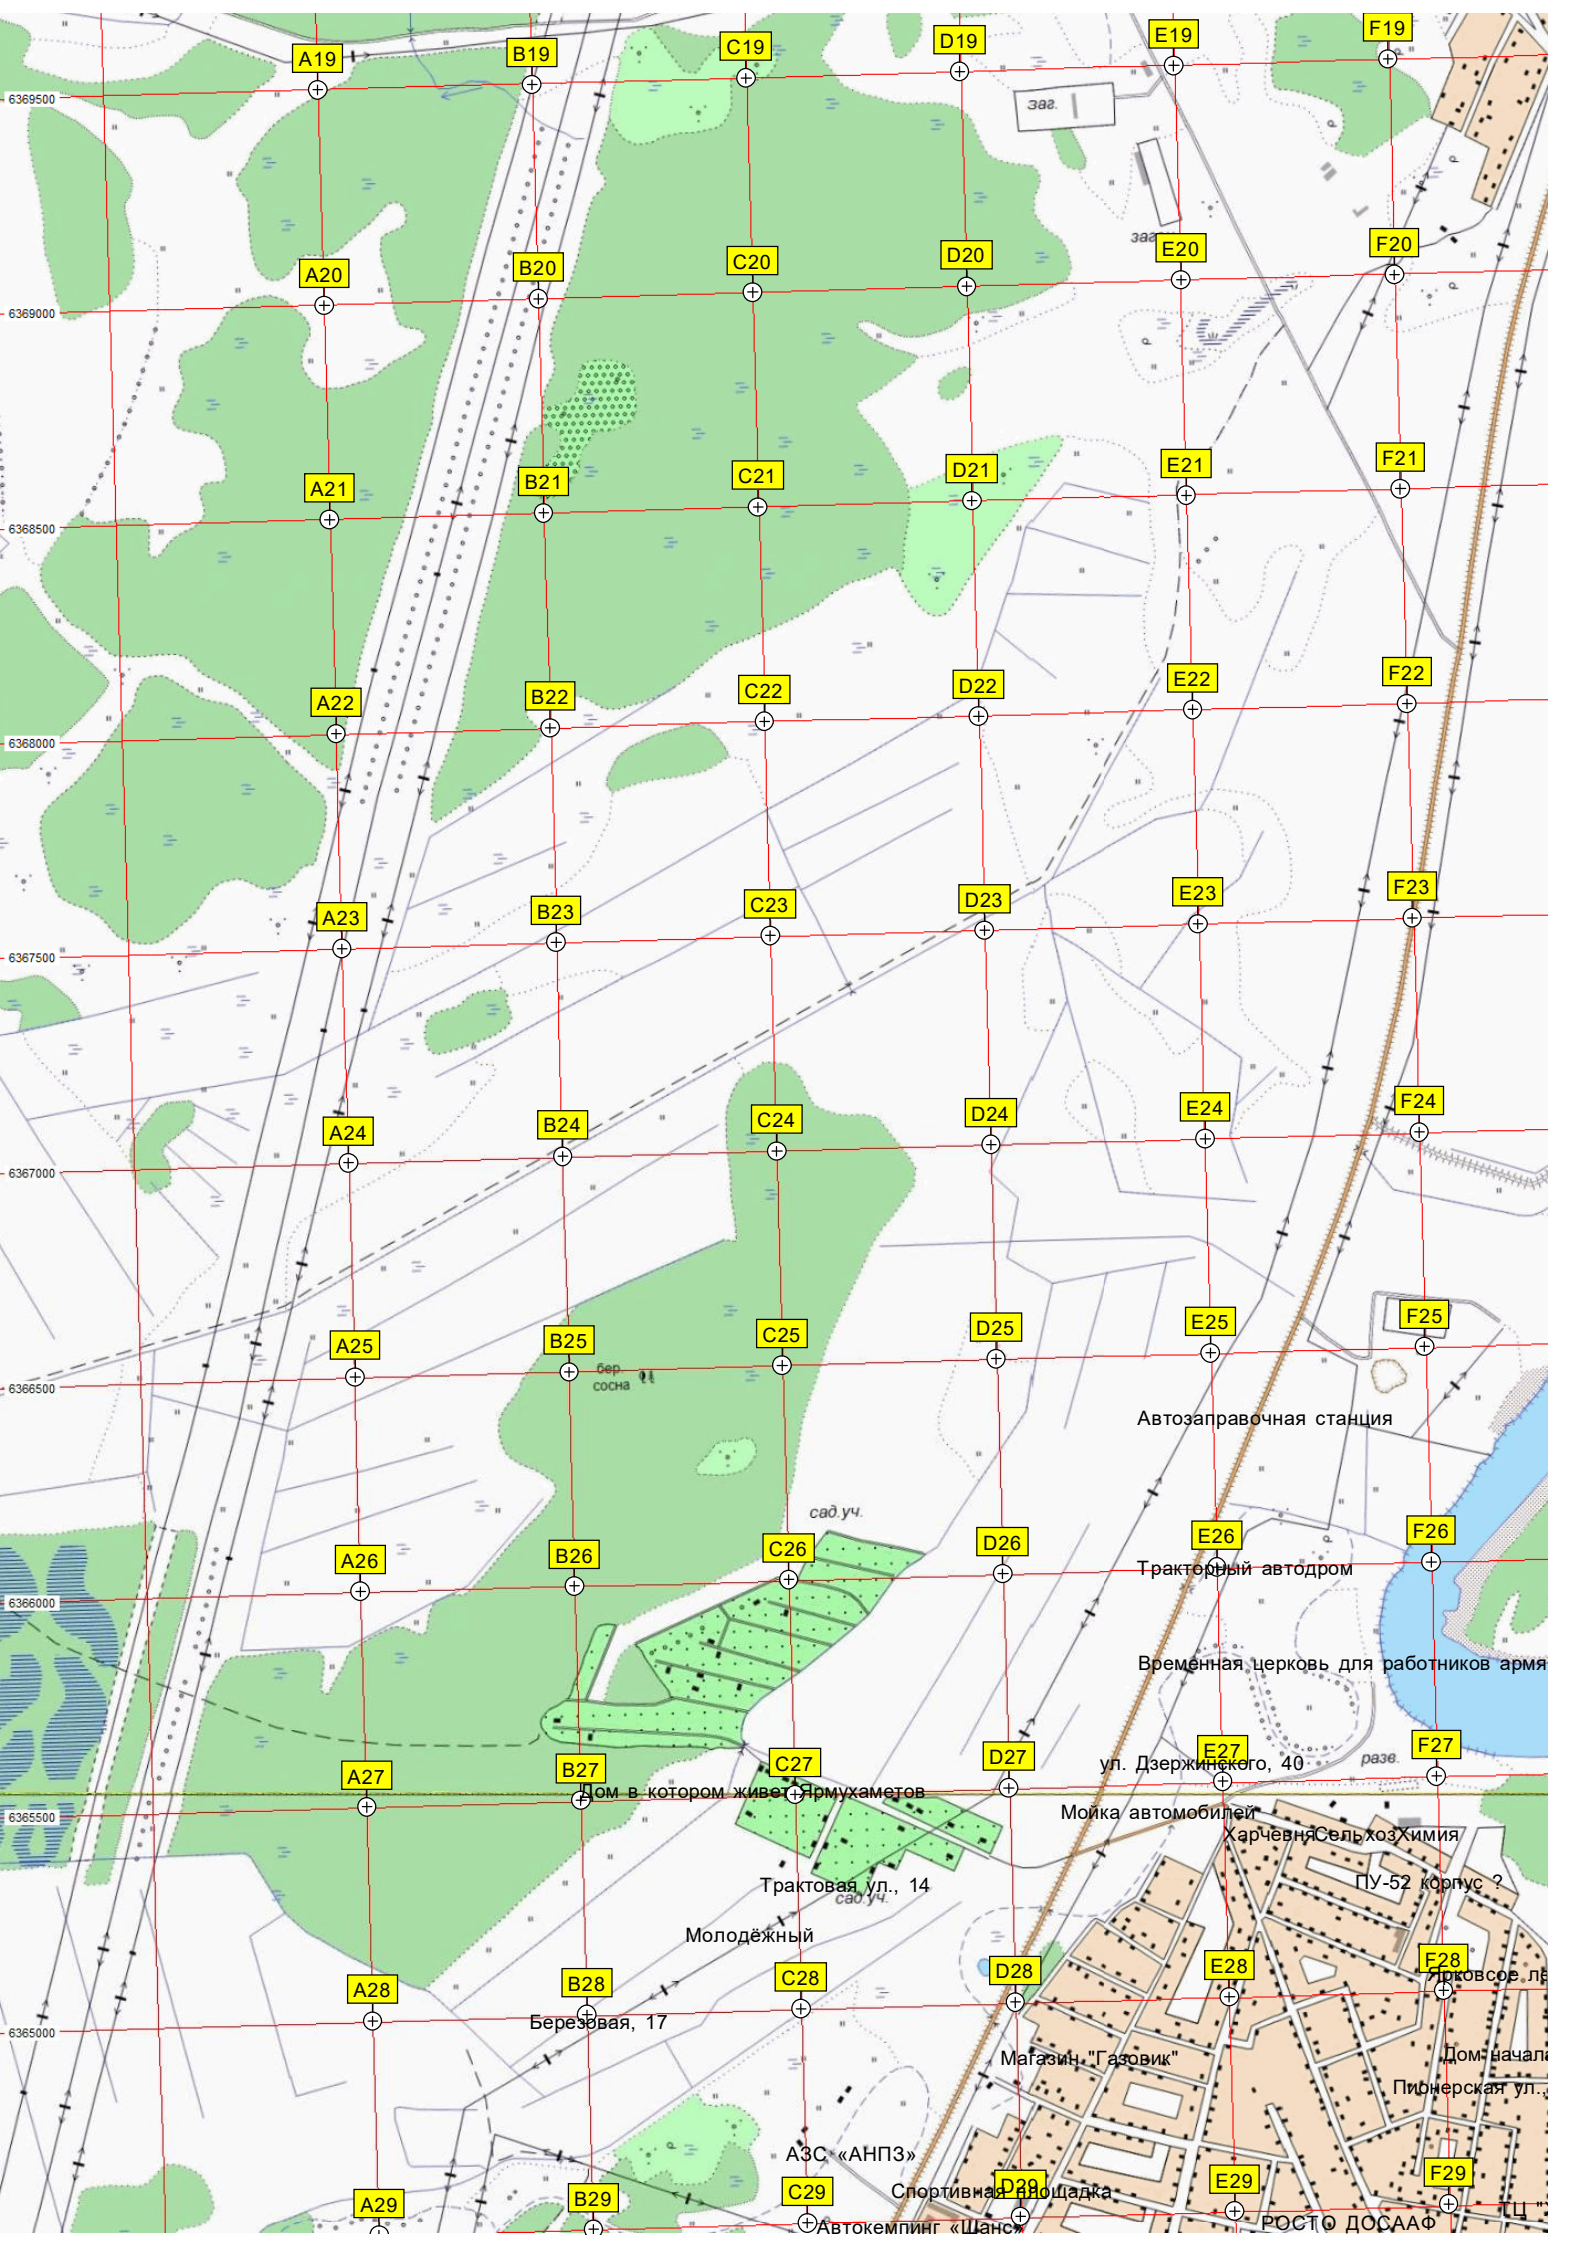 A19
B19
C19
D19
E19
F19
6369500
заг.
A20
B20
C20
D20
E20
F20
6369000
A21
B21
C21
D21
E21
F21
6368500
A22
B22
C22
D22
E22
F22
6368000
A23
B23
C23
D23
E23
F23
6367500
A24
B24
C24
D24
E24
F24
6367000
A25
B25
C25
D25
E25
F25
6366500
бер.
сосна
Автозаправочная станция
сад.уч.
A26
B26
C26
D26
E26
F26
Тракторный автодром
6366000
Временная церковь для работников армя
A27
B27
C27
D27
E27
F27
ул. Дзержинского, 40
разв.
Дом в котором живет Ярмухаметов
6365500
Мойка автомобилей
Харчевня
СельхозХимия
ПУ-52 корпус ?
Трактовая ул., 14
сад.уч.
Молодёжный
A28
B28
C28
D28
E28
F28
Ярковсое ле
Березовая, 17
6365000
Магазин "Газовик"
Дом начала
Пионерская ул.,
АЗС «АНПЗ»
A29
B29
C29
D29
E29
F29
Спортивная площадка
Автокемпинг «Шанс»
РОСТО ДОСААФ
ТЦ "